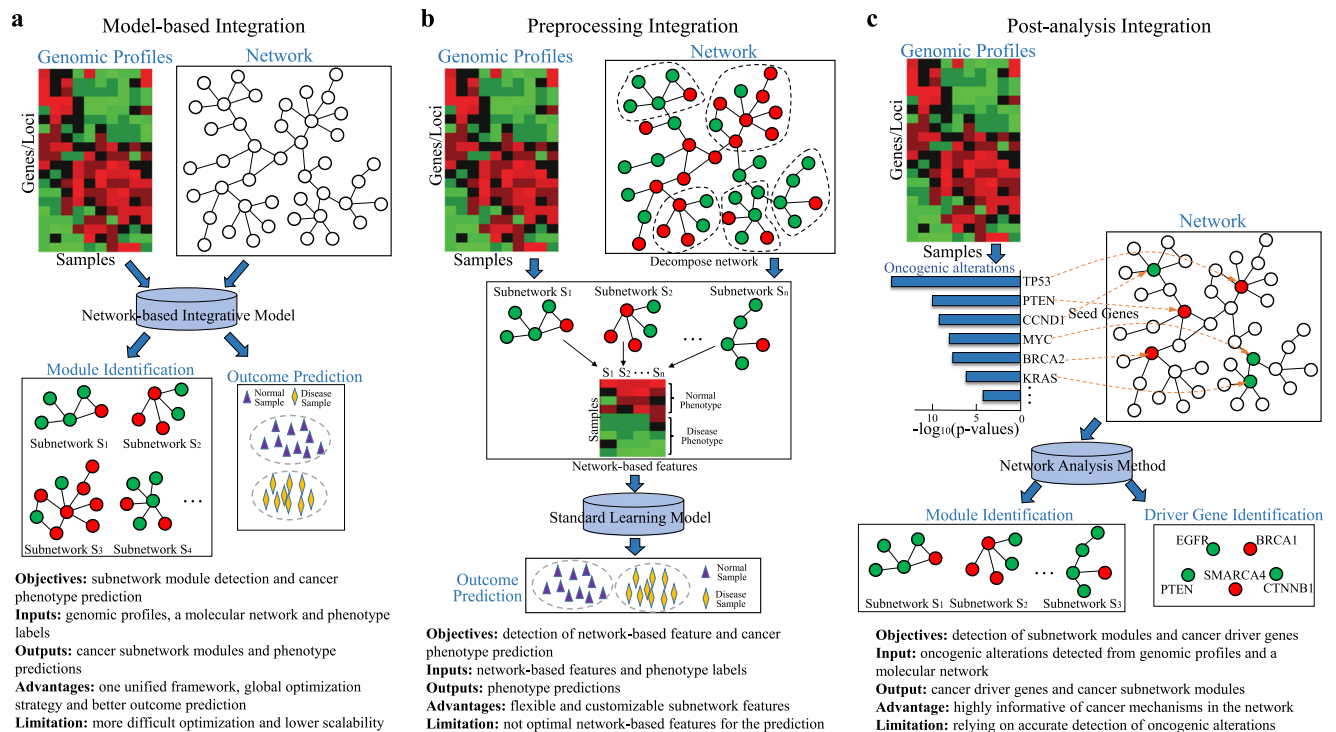 a
Model-based Integration
Genomic Profiles
Network
Genes/Loci
Samples
Network-based Integrative Model
Module Identification
Subnetwork S1
Subnetwork S2
Subnetwork S3
Subnetwork S4
...
Outcome Prediction
Normal Sample
Disease Sample
Objectives: subnetwork module detection and cancer
phenotype prediction
Inputs: genomic profiles, a molecular network and phenotype
labels
Outputs: cancer subnetwork modules and phenotype
predictions
Advantages: one unified framework, global optimization
strategy and better outcome prediction
Limitation: more difficult optimization and lower scalability
b
Preprocessing Integration
Genomic Profiles
Network
Genes/Loci
Samples
Decompose network
Subnetwork S1
Subnetwork S2
Subnetwork Sn
...
S1 S2 ··· Sn
Samples
Normal
Phenotype
Disease
Phenotype
Network-based features
Standard Learning Model
Outcome
Prediction
Normal
Sample
Disease
Sample
Objectives: detection of network-based feature and cancer
phenotype prediction
Inputs: network-based features and phenotype labels
Outputs: phenotype predictions
Advantages: flexible and customizable subnetwork features
Limitation: not optimal network-based features for the prediction
c
Post-analysis Integration
Genomic Profiles
Genes/Loci
Samples
Network
Oncogenic alterations
TP53
PTEN
Seed Genes
CCND1
MYC
BRCA2
KRAS
⋮
10 5 0
-log10(p-values)
Network Analysis Method
Module Identification
Subnetwork S1
Subnetwork S2
...
Subnetwork S3
Driver Gene Identification
EGFR
BRCA1
SMARCA4
PTEN
CTNNB1
Objectives: detection of subnetwork modules and cancer driver genes
Input: oncogenic alterations detected from genomic profiles and a
molecular network
Output: cancer driver genes and cancer subnetwork modules
Advantage: highly informative of cancer mechanisms in the network
Limitation: relying on accurate detection of oncogenic alterations